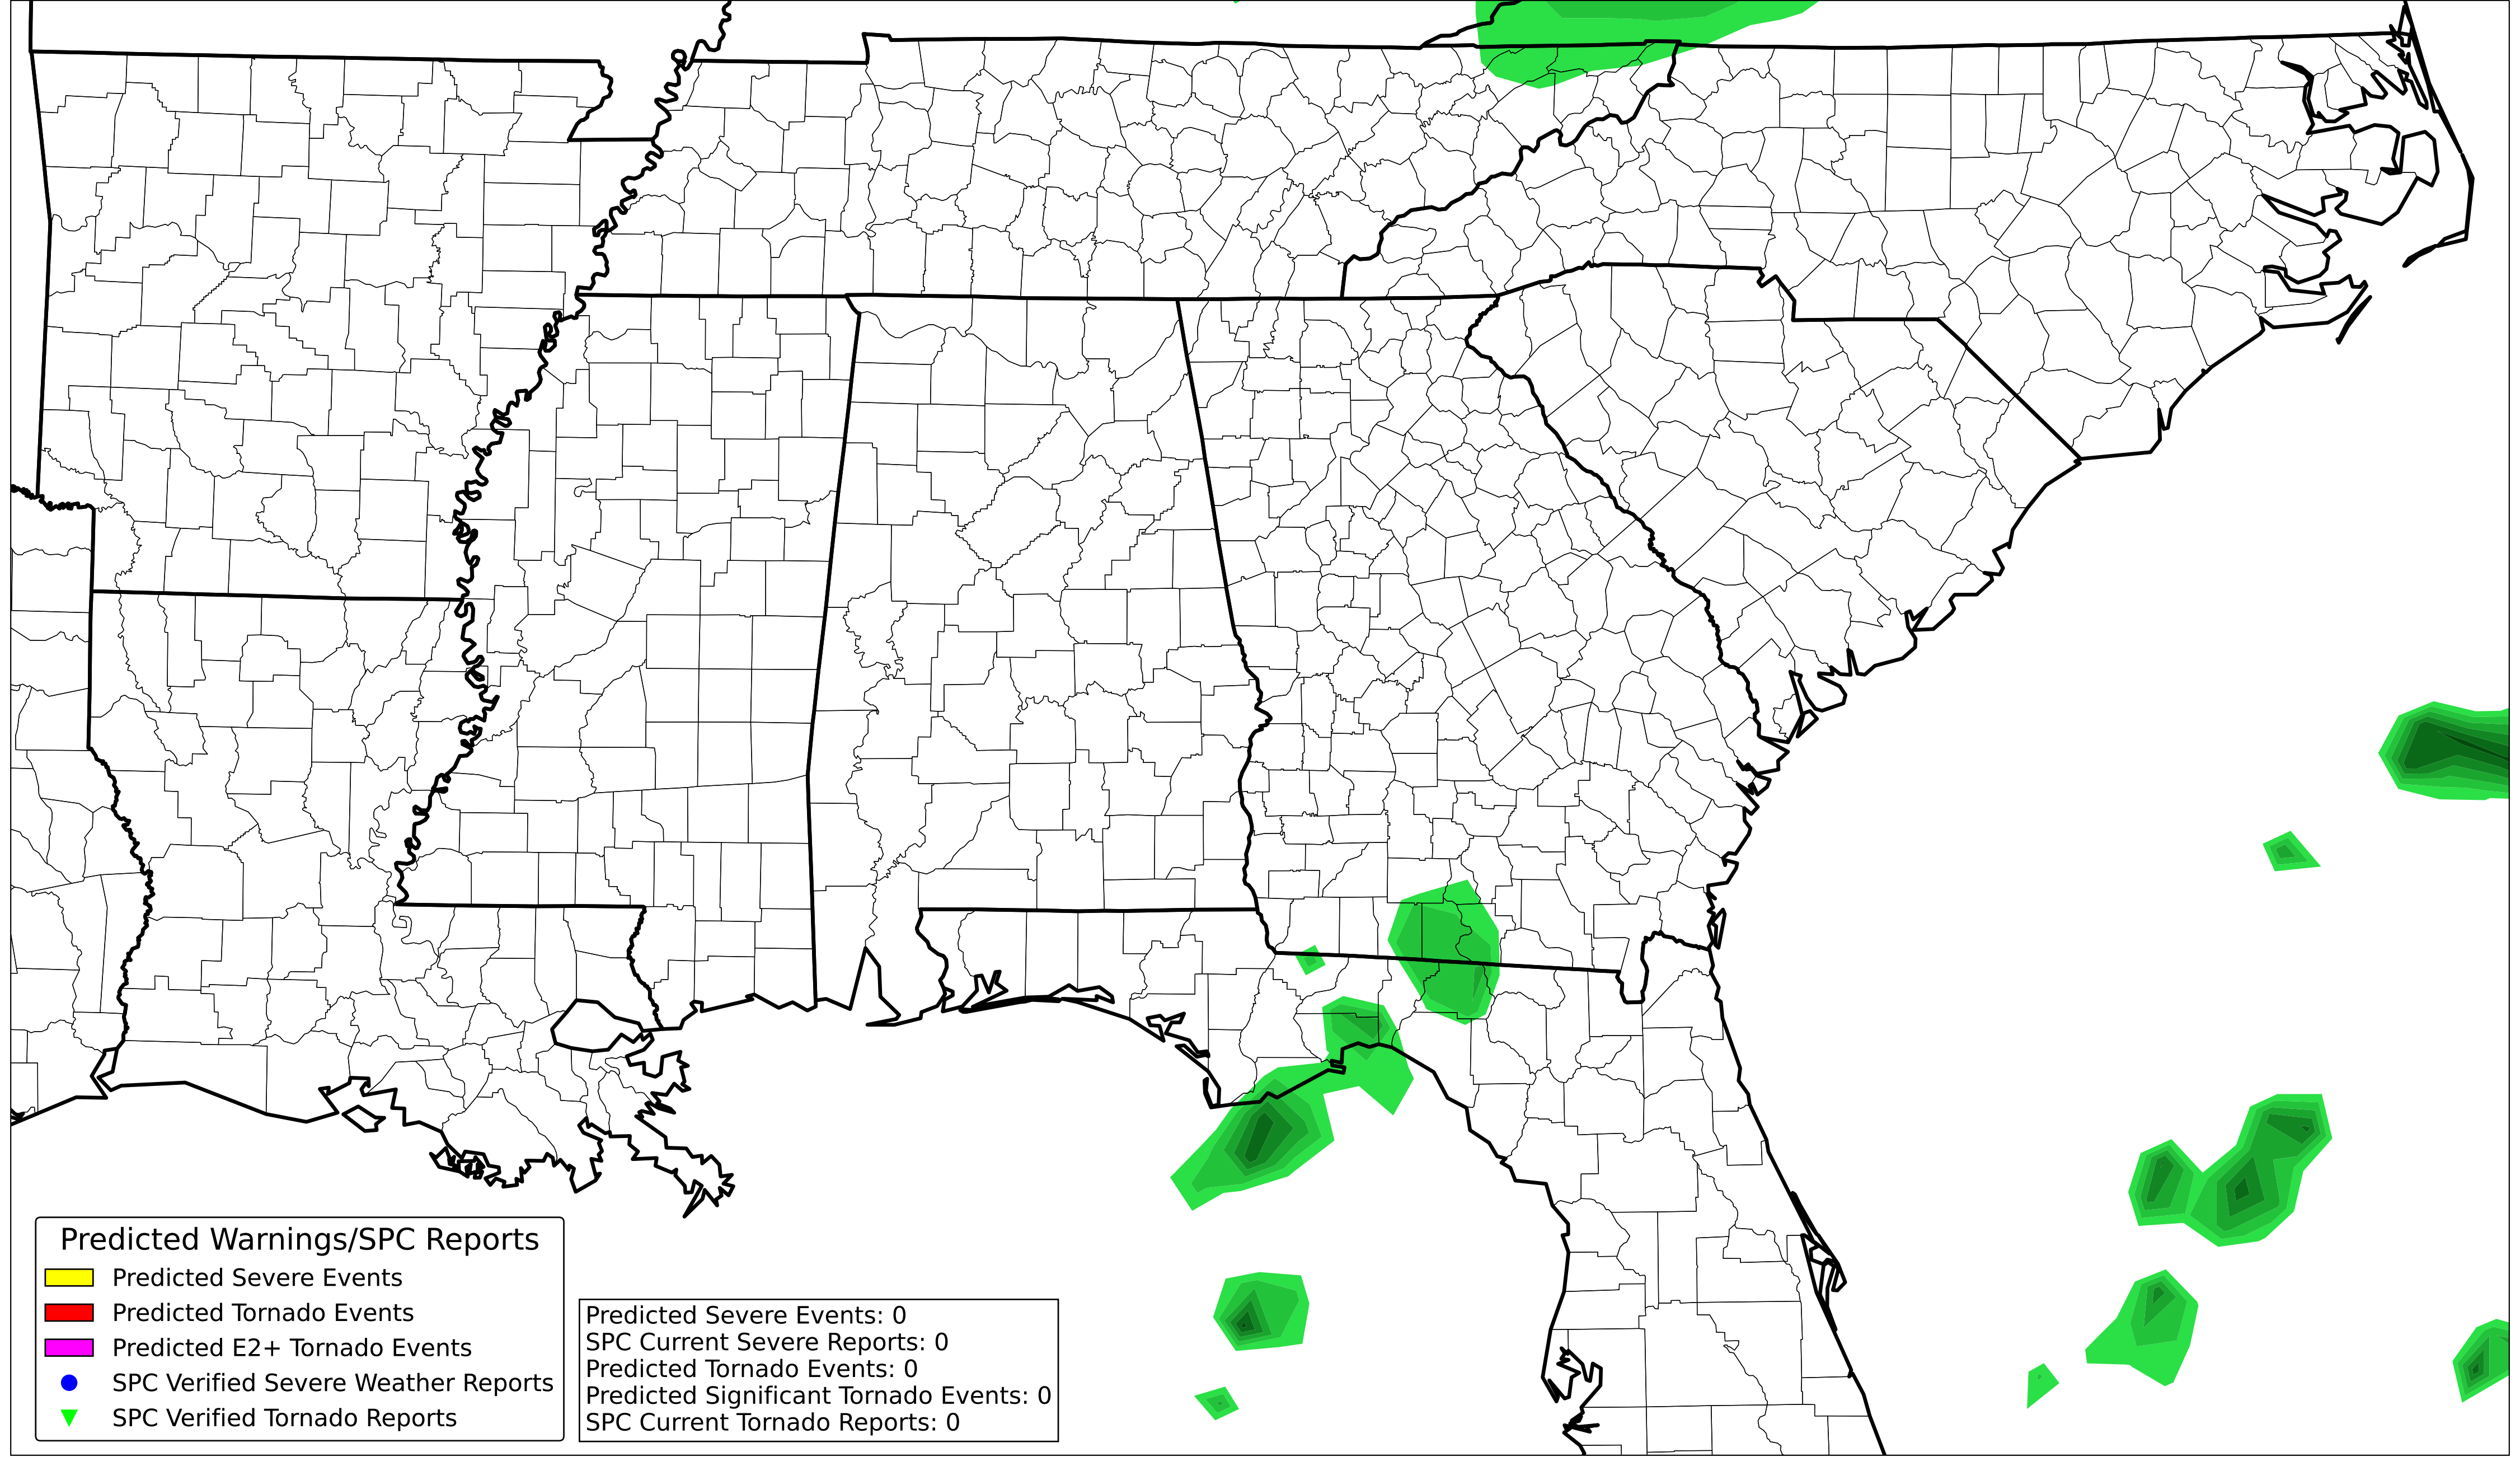 Predicted Warnings/SPC Reports
Predicted Severe Events
Predicted Tornado Events
Predicted E2+ Tornado Events
SPC Verified Severe Weather Reports
SPC Verified Tornado Reports
Predicted Severe Events: 0
SPC Current Severe Reports: 0
Predicted Tornado Events: 0
Predicted Significant Tornado Events: 0
SPC Current Tornado Reports: 0